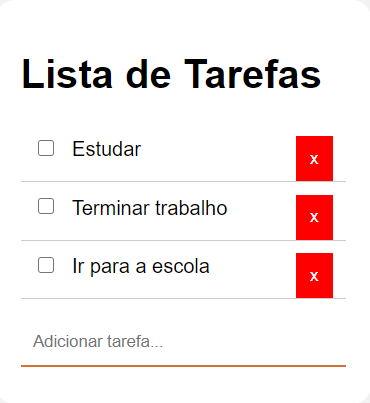 Lista de Tarefas
Estudar x
Terminar trabalho x
Ir para a escola x
Adicionar tarefa...